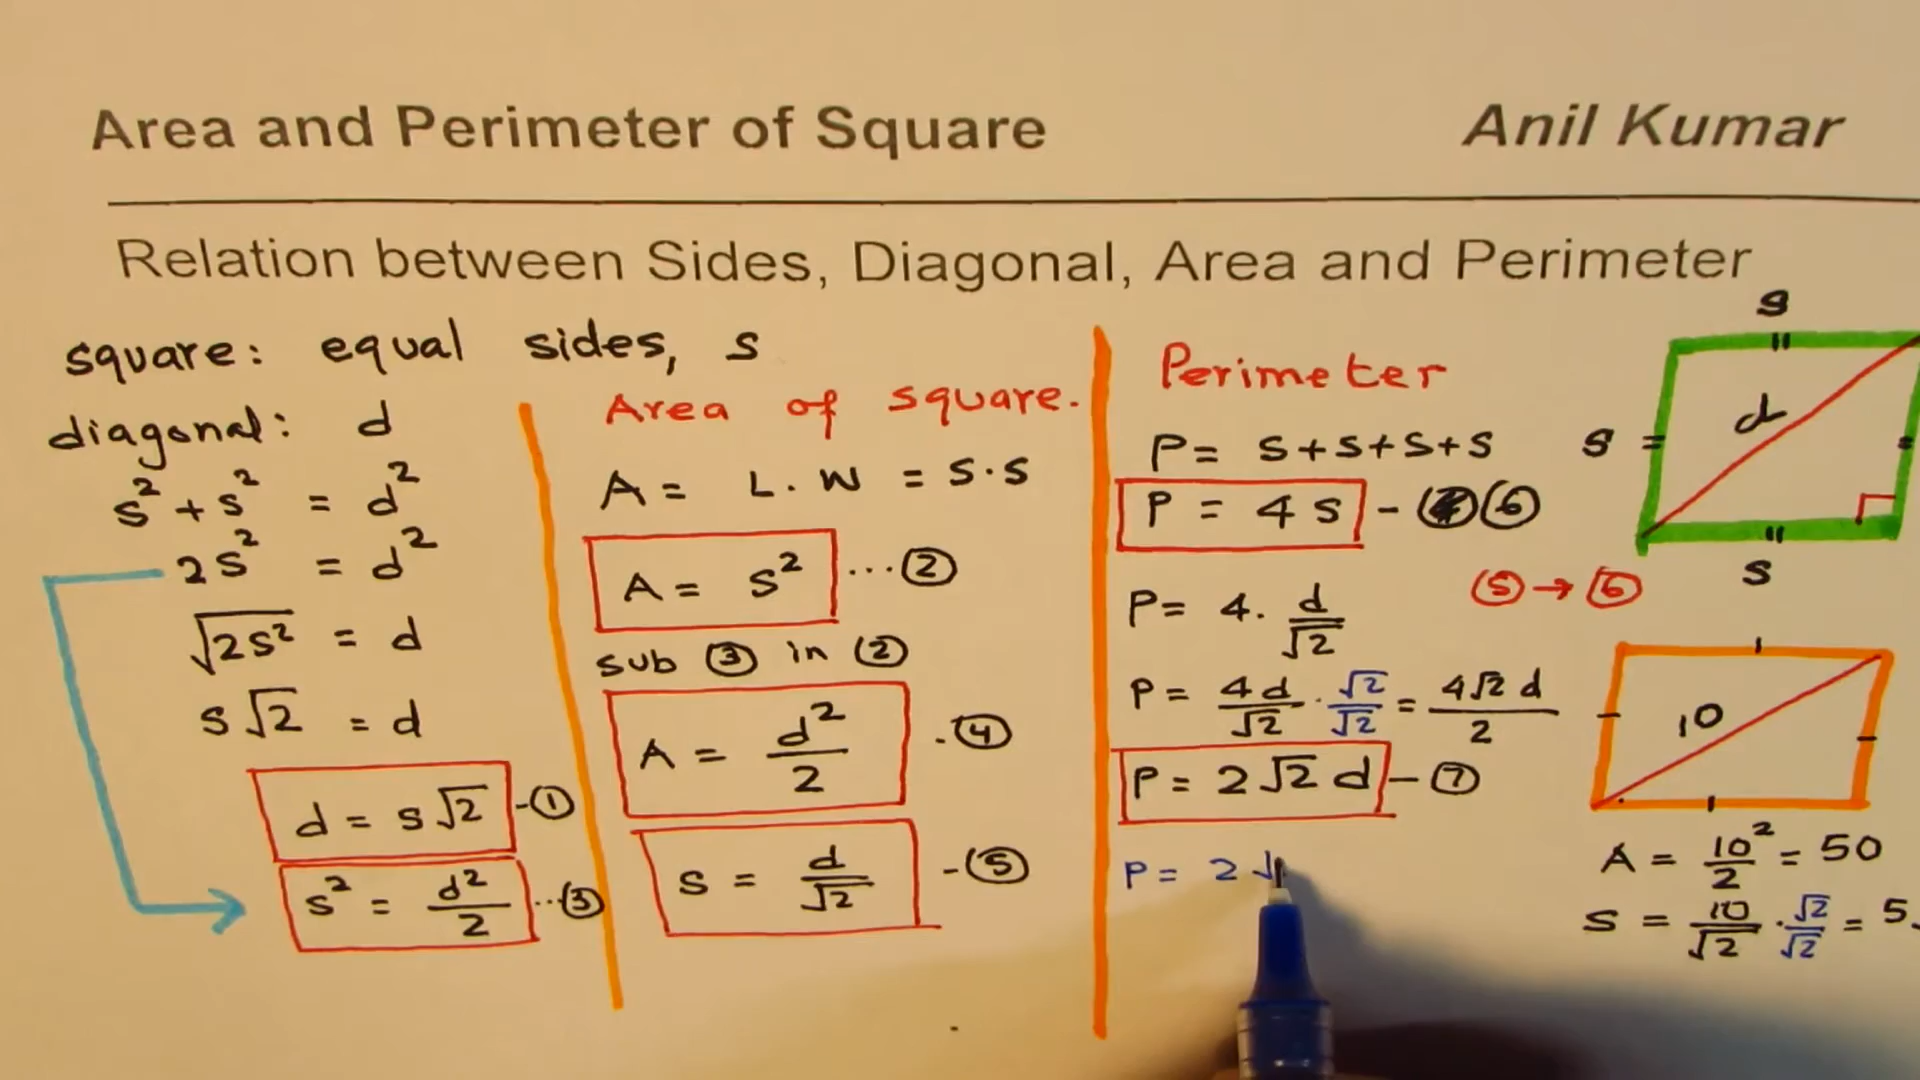 Area and Perimeter of Square
Anil Kumar
Relation between Sides, Diagonal, Area and Perimeter
square: equal sides, s
diagonal: d
s² + s² = d²
2s² = d²
√2s² = d
s√2 = d
d = s√2 -①
s² = d²/2 ...③
Area of square.
A = L. W = s·s
A = s² ...②
sub ③ in ②
A = d²/2 -④
s = d/√2 -⑤
Perimeter
P = s+s+s+s
P = 4s - ⑥
⑤ → ⑥
P = 4. d/√2
P = 4d/√2 · √2/√2 = 4√2 d/2
P = 2√2 d - ⑦
P = 2 √
s
s
d
s
10
A = 10²/2 = 50
s = 10/√2 · √2/√2 = 5